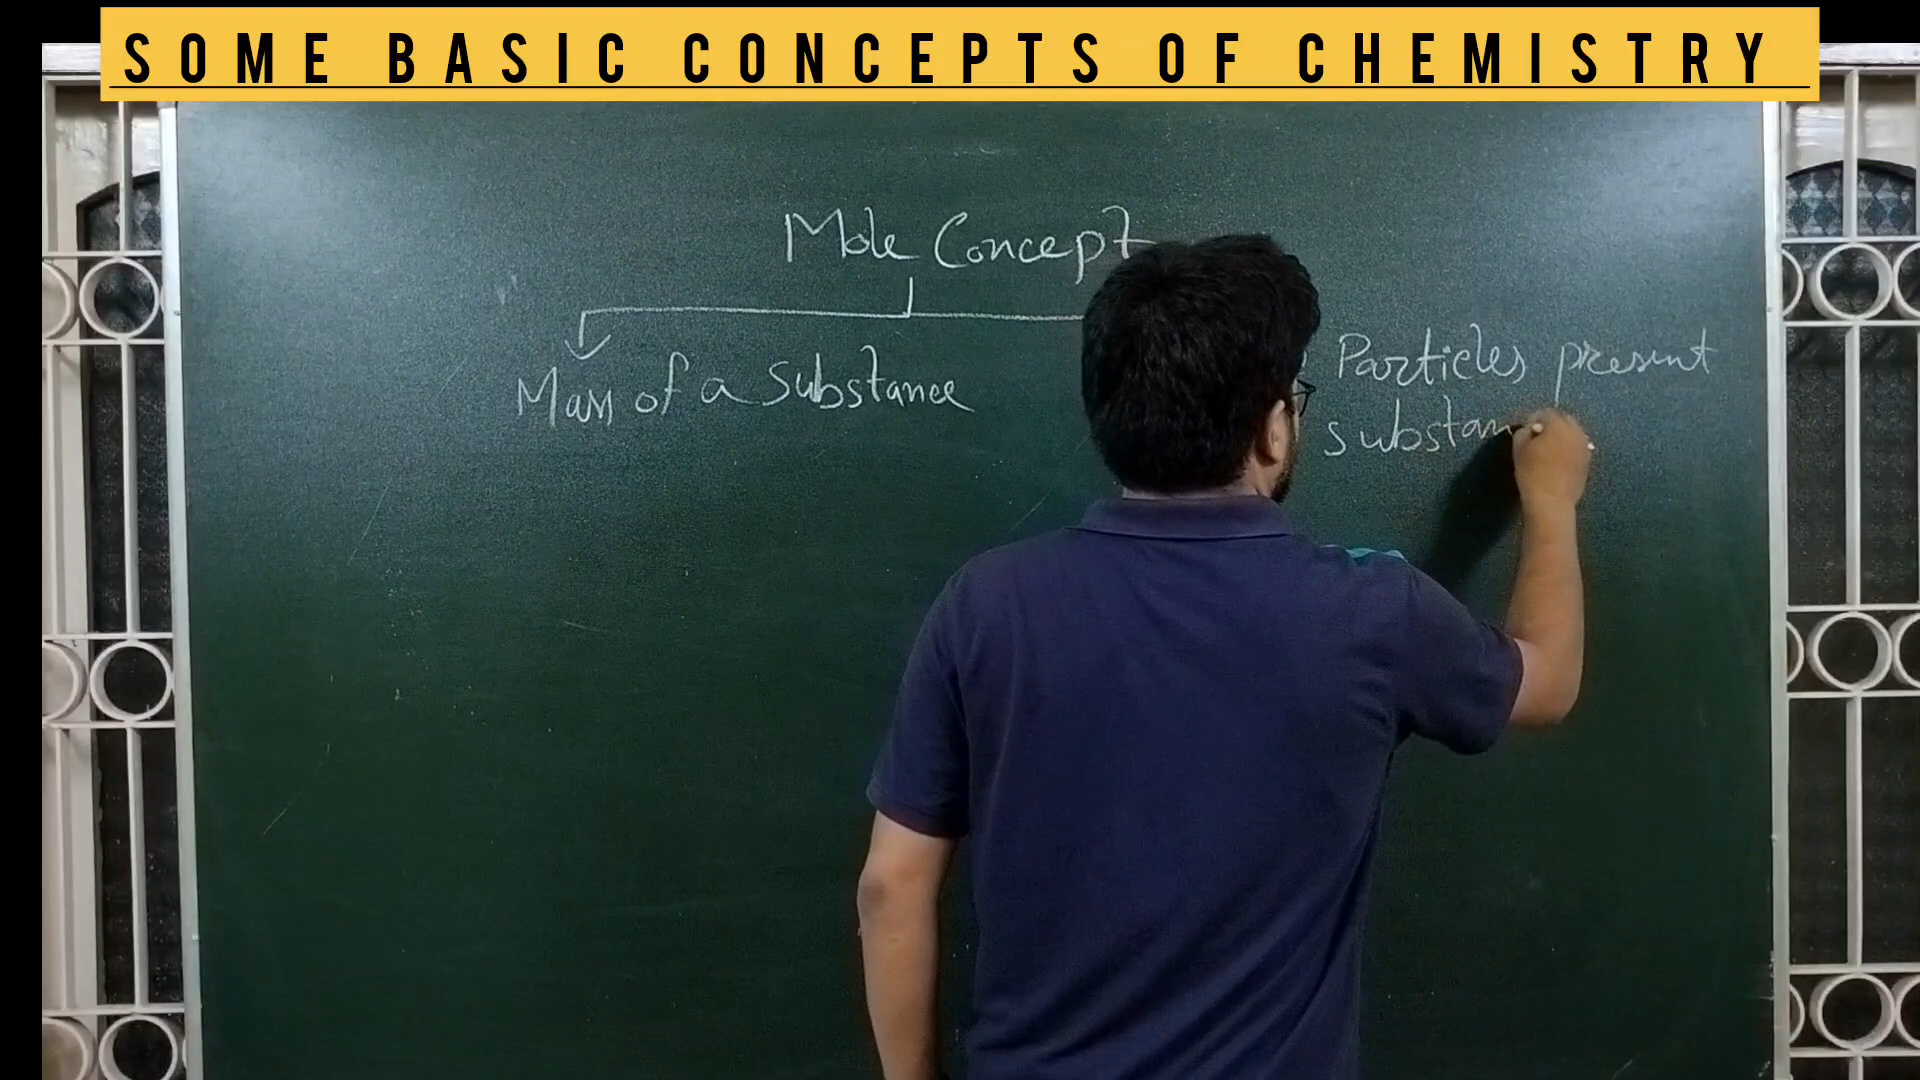 SOME BASIC CONCEPTS OF CHEMISTRY
Mole Concept
Mass of a Substance
Particles present
substan